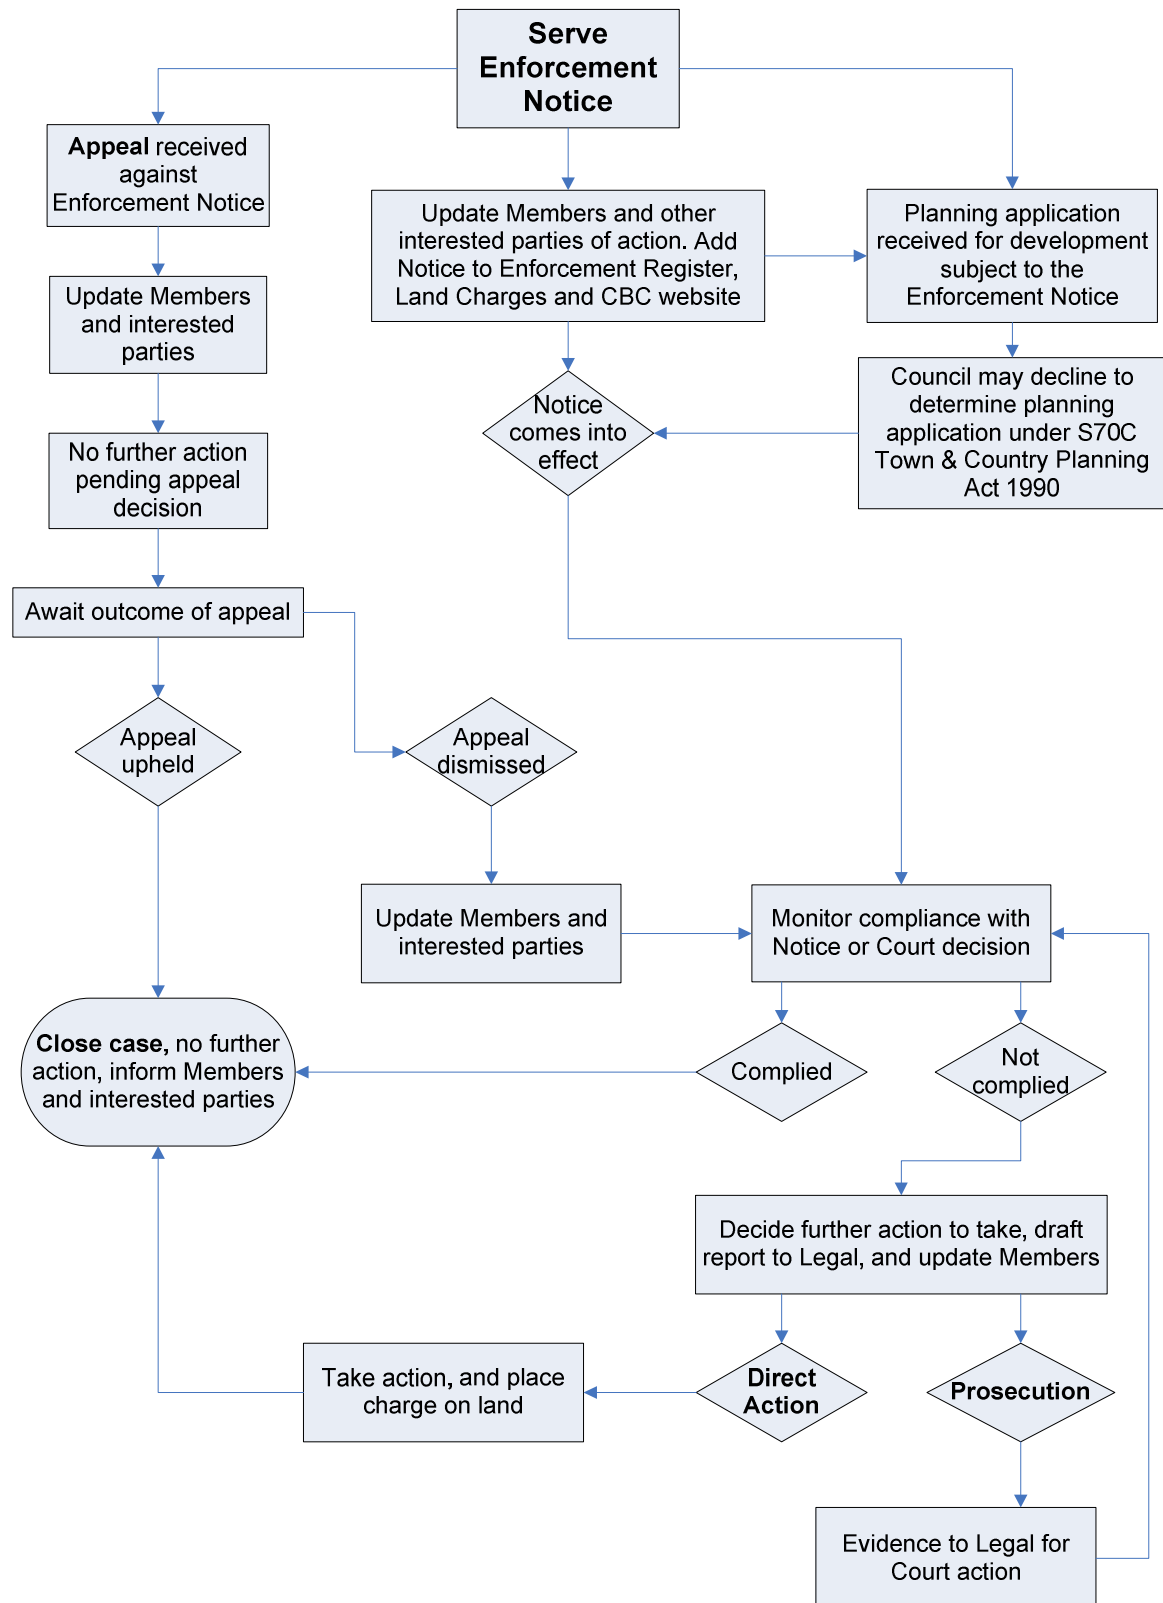 Serve
Enforcement
Notice
Appeal received
against
Enforcement Notice
Update Members and other
interested parties of action. Add
Notice to Enforcement Register,
Land Charges and CBC website
Planning application
received for development
subject to the
Enforcement Notice
Update Members
and interested
parties
Council may decline to
determine planning
application under S70C
Town & Country Planning
Act 1990
Notice
comes into
effect
No further action
pending appeal
decision
Await outcome of appeal
Appeal
upheld
Appeal
dismissed
Update Members and
interested parties
Monitor compliance with
Notice or Court decision
Close case, no further
action, inform Members
and interested parties
Complied
Not
complied
Decide further action to take, draft
report to Legal, and update Members
Take action, and place
charge on land
Direct
Action
Prosecution
Evidence to Legal for
Court action